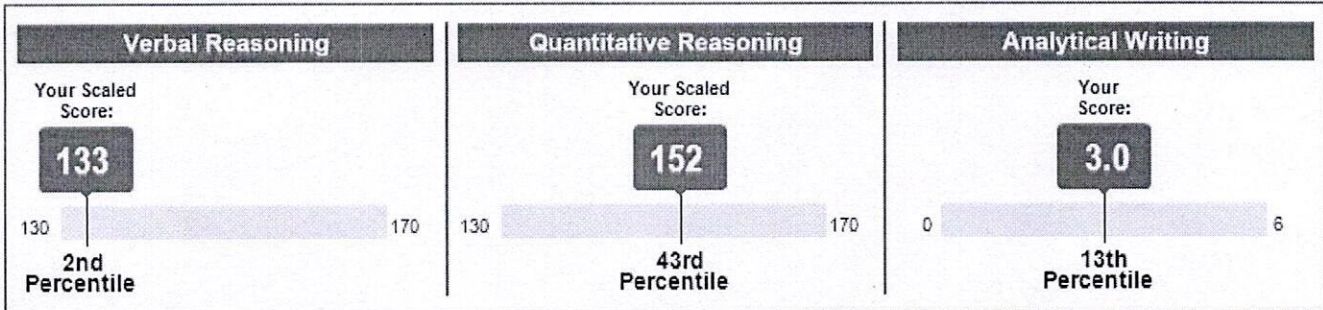 Verbal Reasoning
Your Scaled
Score:
133
130
170
2nd
Percentile
Quantitative Reasoning
Your Scaled
Score:
152
130
170
43rd
Percentile
Analytical Writing
Your
Score:
3.0
0
6
13th
Percentile